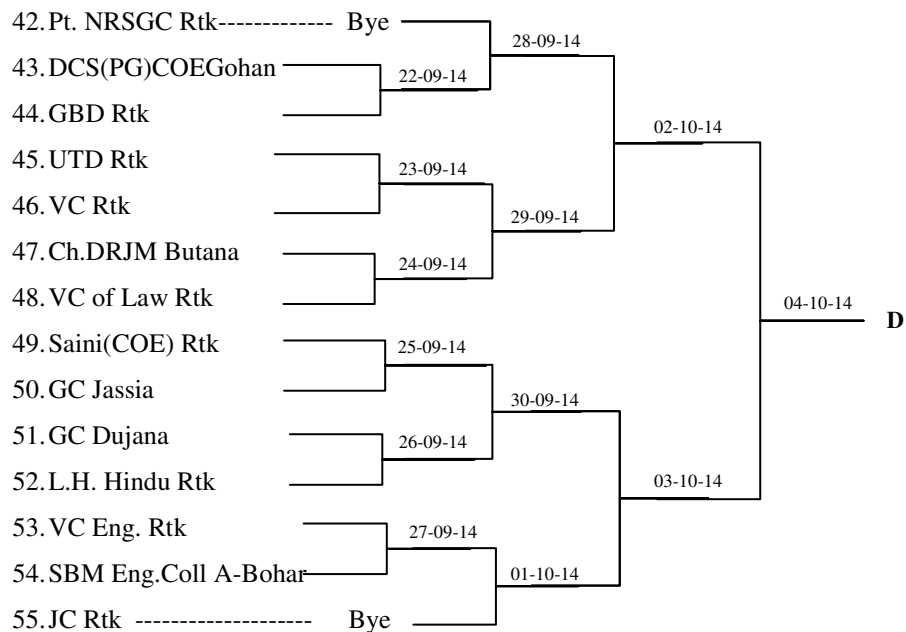 42. Pt. NRSGC Rtk------------- Bye
28-09-14
43. DCS(PG)COEGohan
22-09-14
44. GBD Rtk
02-10-14
45. UTD Rtk
23-09-14
46. VC Rtk
29-09-14
47. Ch.DRJM Butana
24-09-14
48. VC of Law Rtk
04-10-14
D
49. Saini(COE) Rtk
25-09-14
50. GC Jassia
30-09-14
51. GC Dujana
26-09-14
52. L.H. Hindu Rtk
03-10-14
53. VC Eng. Rtk
27-09-14
54. SBM Eng.Coll A-Bohar
01-10-14
55. JC Rtk -------------------- Bye